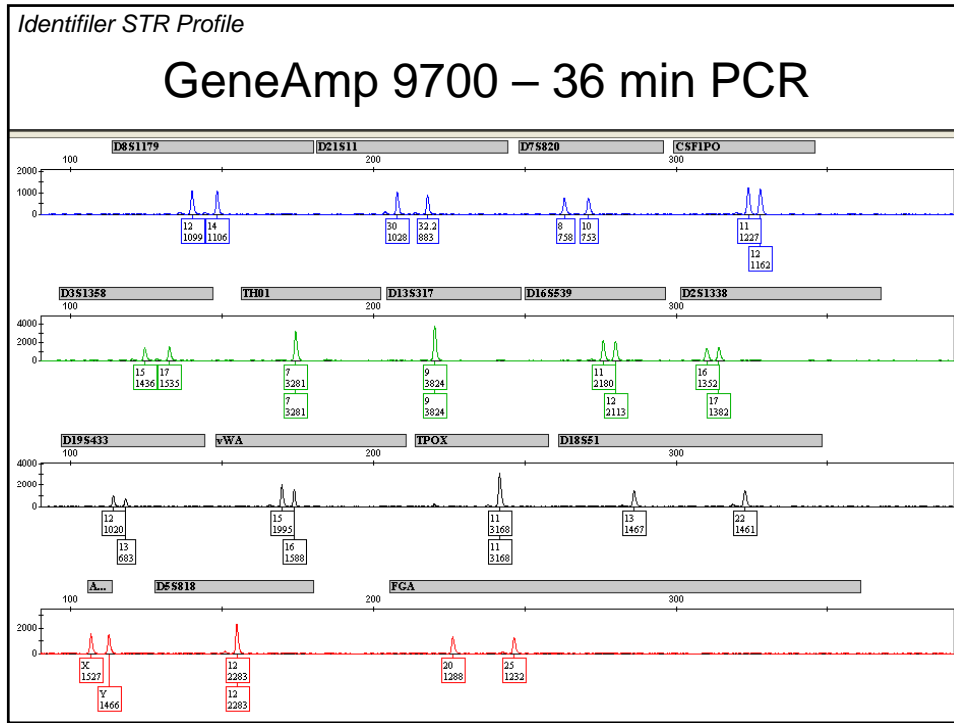 Identifiler STR Profile
GeneAmp 9700 – 36 min PCR
D8S1179 D21S11 D7S820 CSF1PO
100 200 300
2000
1000
0
12 14 30 32.2 8 10 11
1099 1106 1028 883 758 753 1227
12
1162
D3S1358 TH01 D13S317 D16S539 D2S1338
100 200 300
4000
2000
0
15 17 7 9 11 16
1436 1535 3281 3824 2180 1352
7 9 12 17
3281 3824 2113 1382
D19S433 vWA TPOX D18S51
100 200 300
4000
2000
0
12 15 11 13 22
1020 1995 3168 1467 1461
13 16 11
683 1588 3168
A... D5S818 FGA
100 200 300
2000
0
X 12 20 25
1527 2283 1288 1232
Y 12
1466 2283